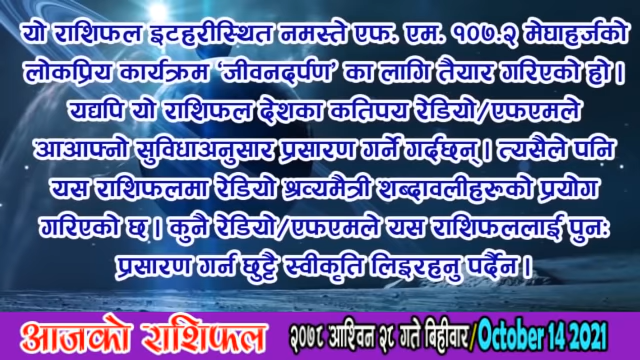 यो राशिफल इटहरीस्थित नमस्ते एफ. एम. १०७.२ मेघाहर्जको
लोकप्रिय कार्यक्रम ‘जीवनदर्पण’ का लागि तैयार गरिएको हो।
यद्यपि यो राशिफल देशका कतिपय रेडियो/एफएमले
आआफ्नो सुविधाअनुसार प्रसारण गर्ने गर्दछन्। त्यसैले पनि
यस राशिफलमा रेडियो श्रव्यमैत्री शब्दावलीहरूको प्रयोग
गरिएको छ। कुनै रेडियो/एफएमले यस राशिफललाई पुनः
प्रसारण गर्न छुट्टै स्वीकृति लिइरहनु पर्दैन।
आजको राशिफल २०७८ आश्विन २८ गते बिहीवार/October 14 2021